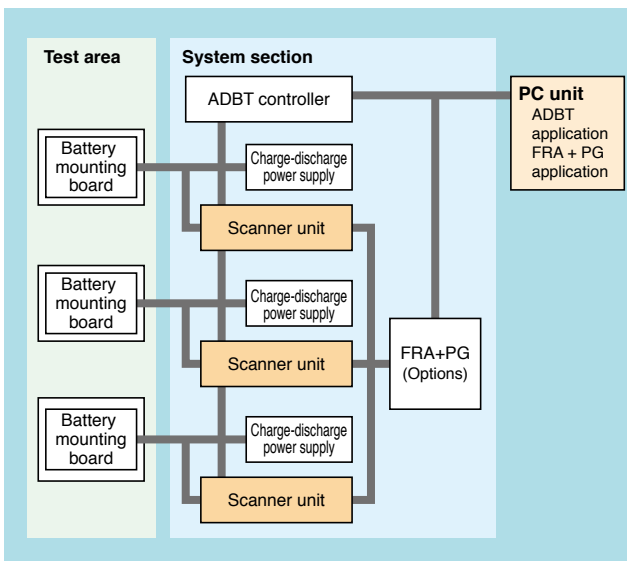 Test area
System section
ADBT controller
PC unit
ADBT
application
FRA + PG
application
Battery
mounting
board
Charge-discharge
power supply
Scanner unit
Battery
mounting
board
Charge-discharge
power supply
Scanner unit
FRA+PG
(Options)
Battery
mounting
board
Charge-discharge
power supply
Scanner unit